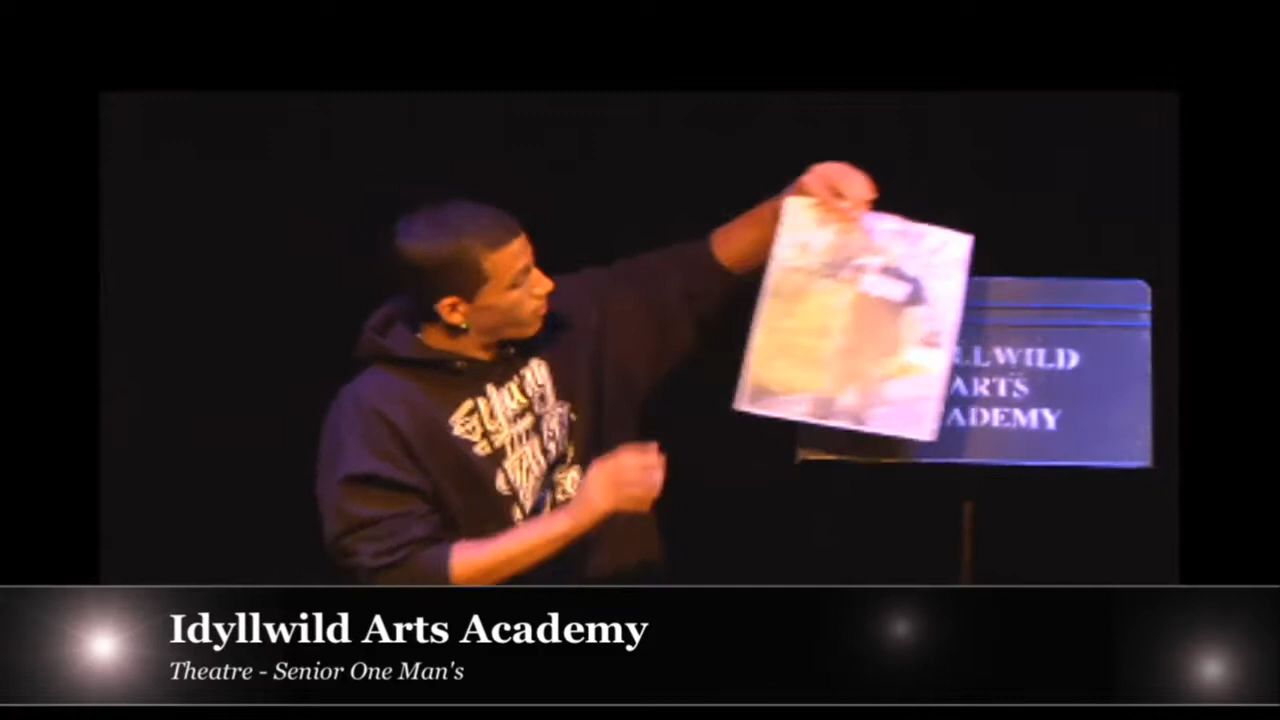 LLWILD
ARTS
ADEMY
Idyllwild Arts Academy
Theatre - Senior One Man's